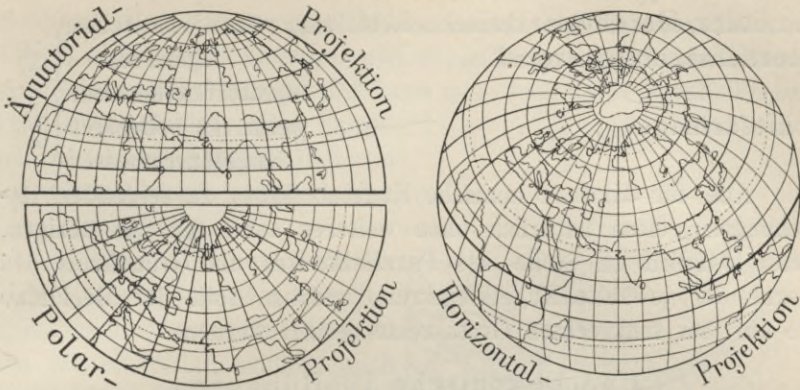 Äquatorial-
Projektion
Polar-
Projektion
Horizontal-
Projektion